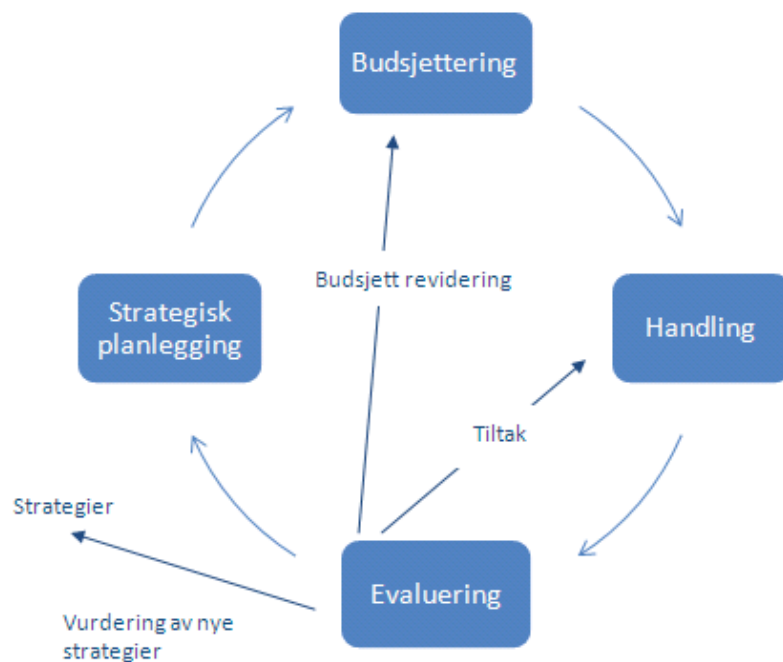 Budsjettering
Budsjett revidering
Strategisk
planlegging
Handling
Tiltak
Strategier
Evaluering
Vurdering av nye
strategier